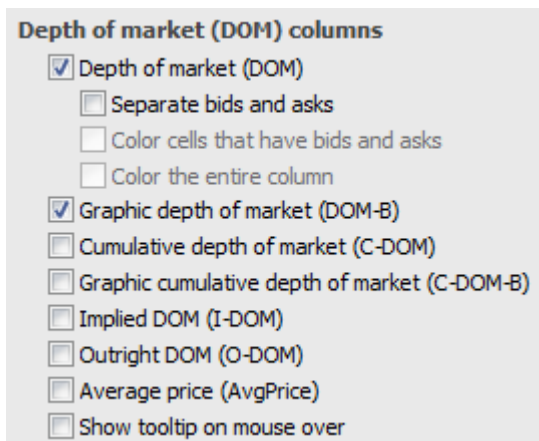 Depth of market (DOM) columns
Depth of market (DOM)
Separate bids and asks
Color cells that have bids and asks
Color the entire column
Graphic depth of market (DOM-B)
Cumulative depth of market (C-DOM)
Graphic cumulative depth of market (C-DOM-B)
Implied DOM (I-DOM)
Outright DOM (O-DOM)
Average price (AvgPrice)
Show tooltip on mouse over